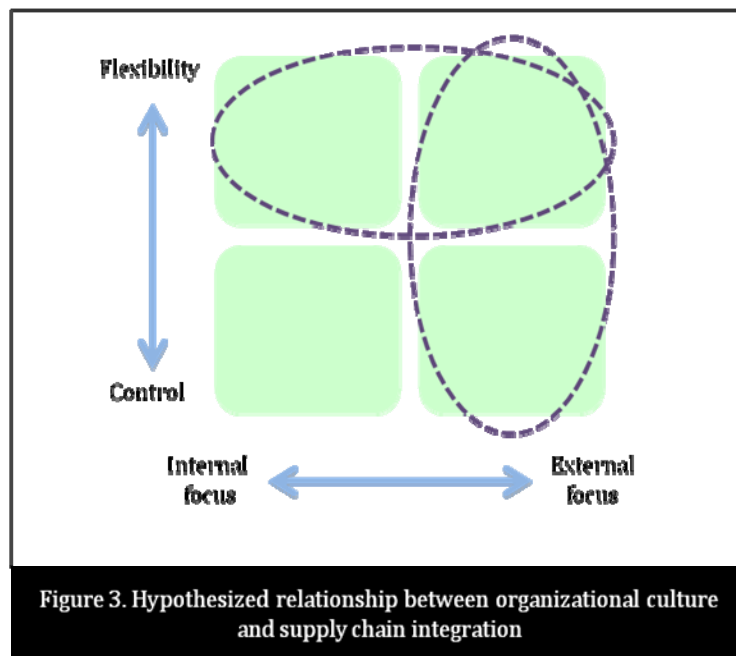 Flexibility
Control
Internal
focus
External
focus
Figure 3. Hypothesized relationship between organizational culture
and supply chain integration